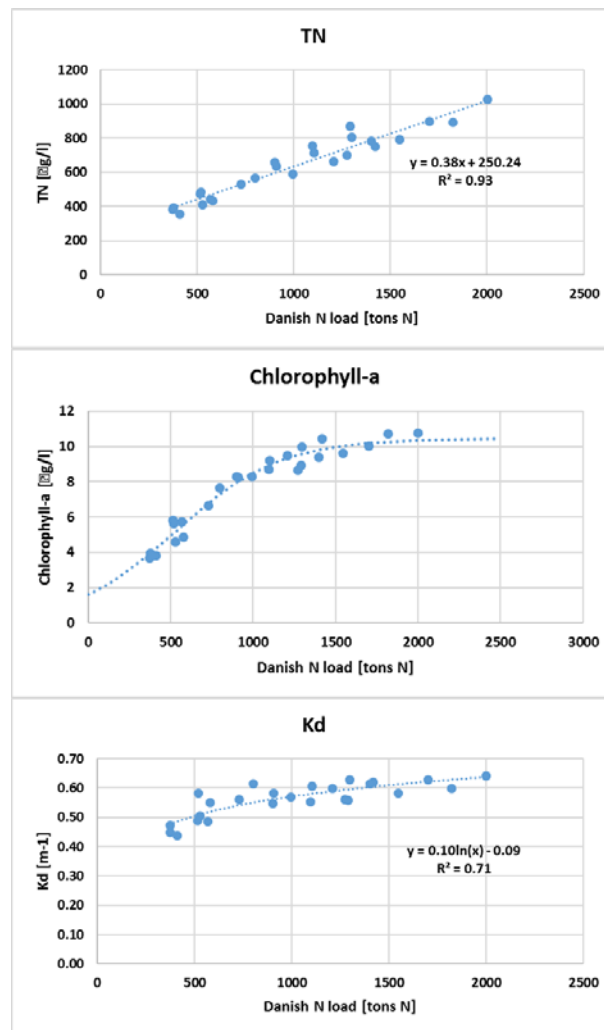 TN
1200
1000
800
600
400
200
0
TN [⍰g/l]
y = 0.38x + 250.24
R² = 0.93
0 500 1000 1500 2000 2500
Danish N load [tons N]
Chlorophyll-a
12
10
8
6
4
2
0
Chlorophyll-a [⍰g/l]
0 500 1000 1500 2000 2500 3000
Danish N load [tons N]
Kd
0.70
0.60
0.50
0.40
0.30
0.20
0.10
0.00
Kd [m-1]
y = 0.10ln(x) - 0.09
R² = 0.71
0 500 1000 1500 2000 2500
Danish N load [tons N]